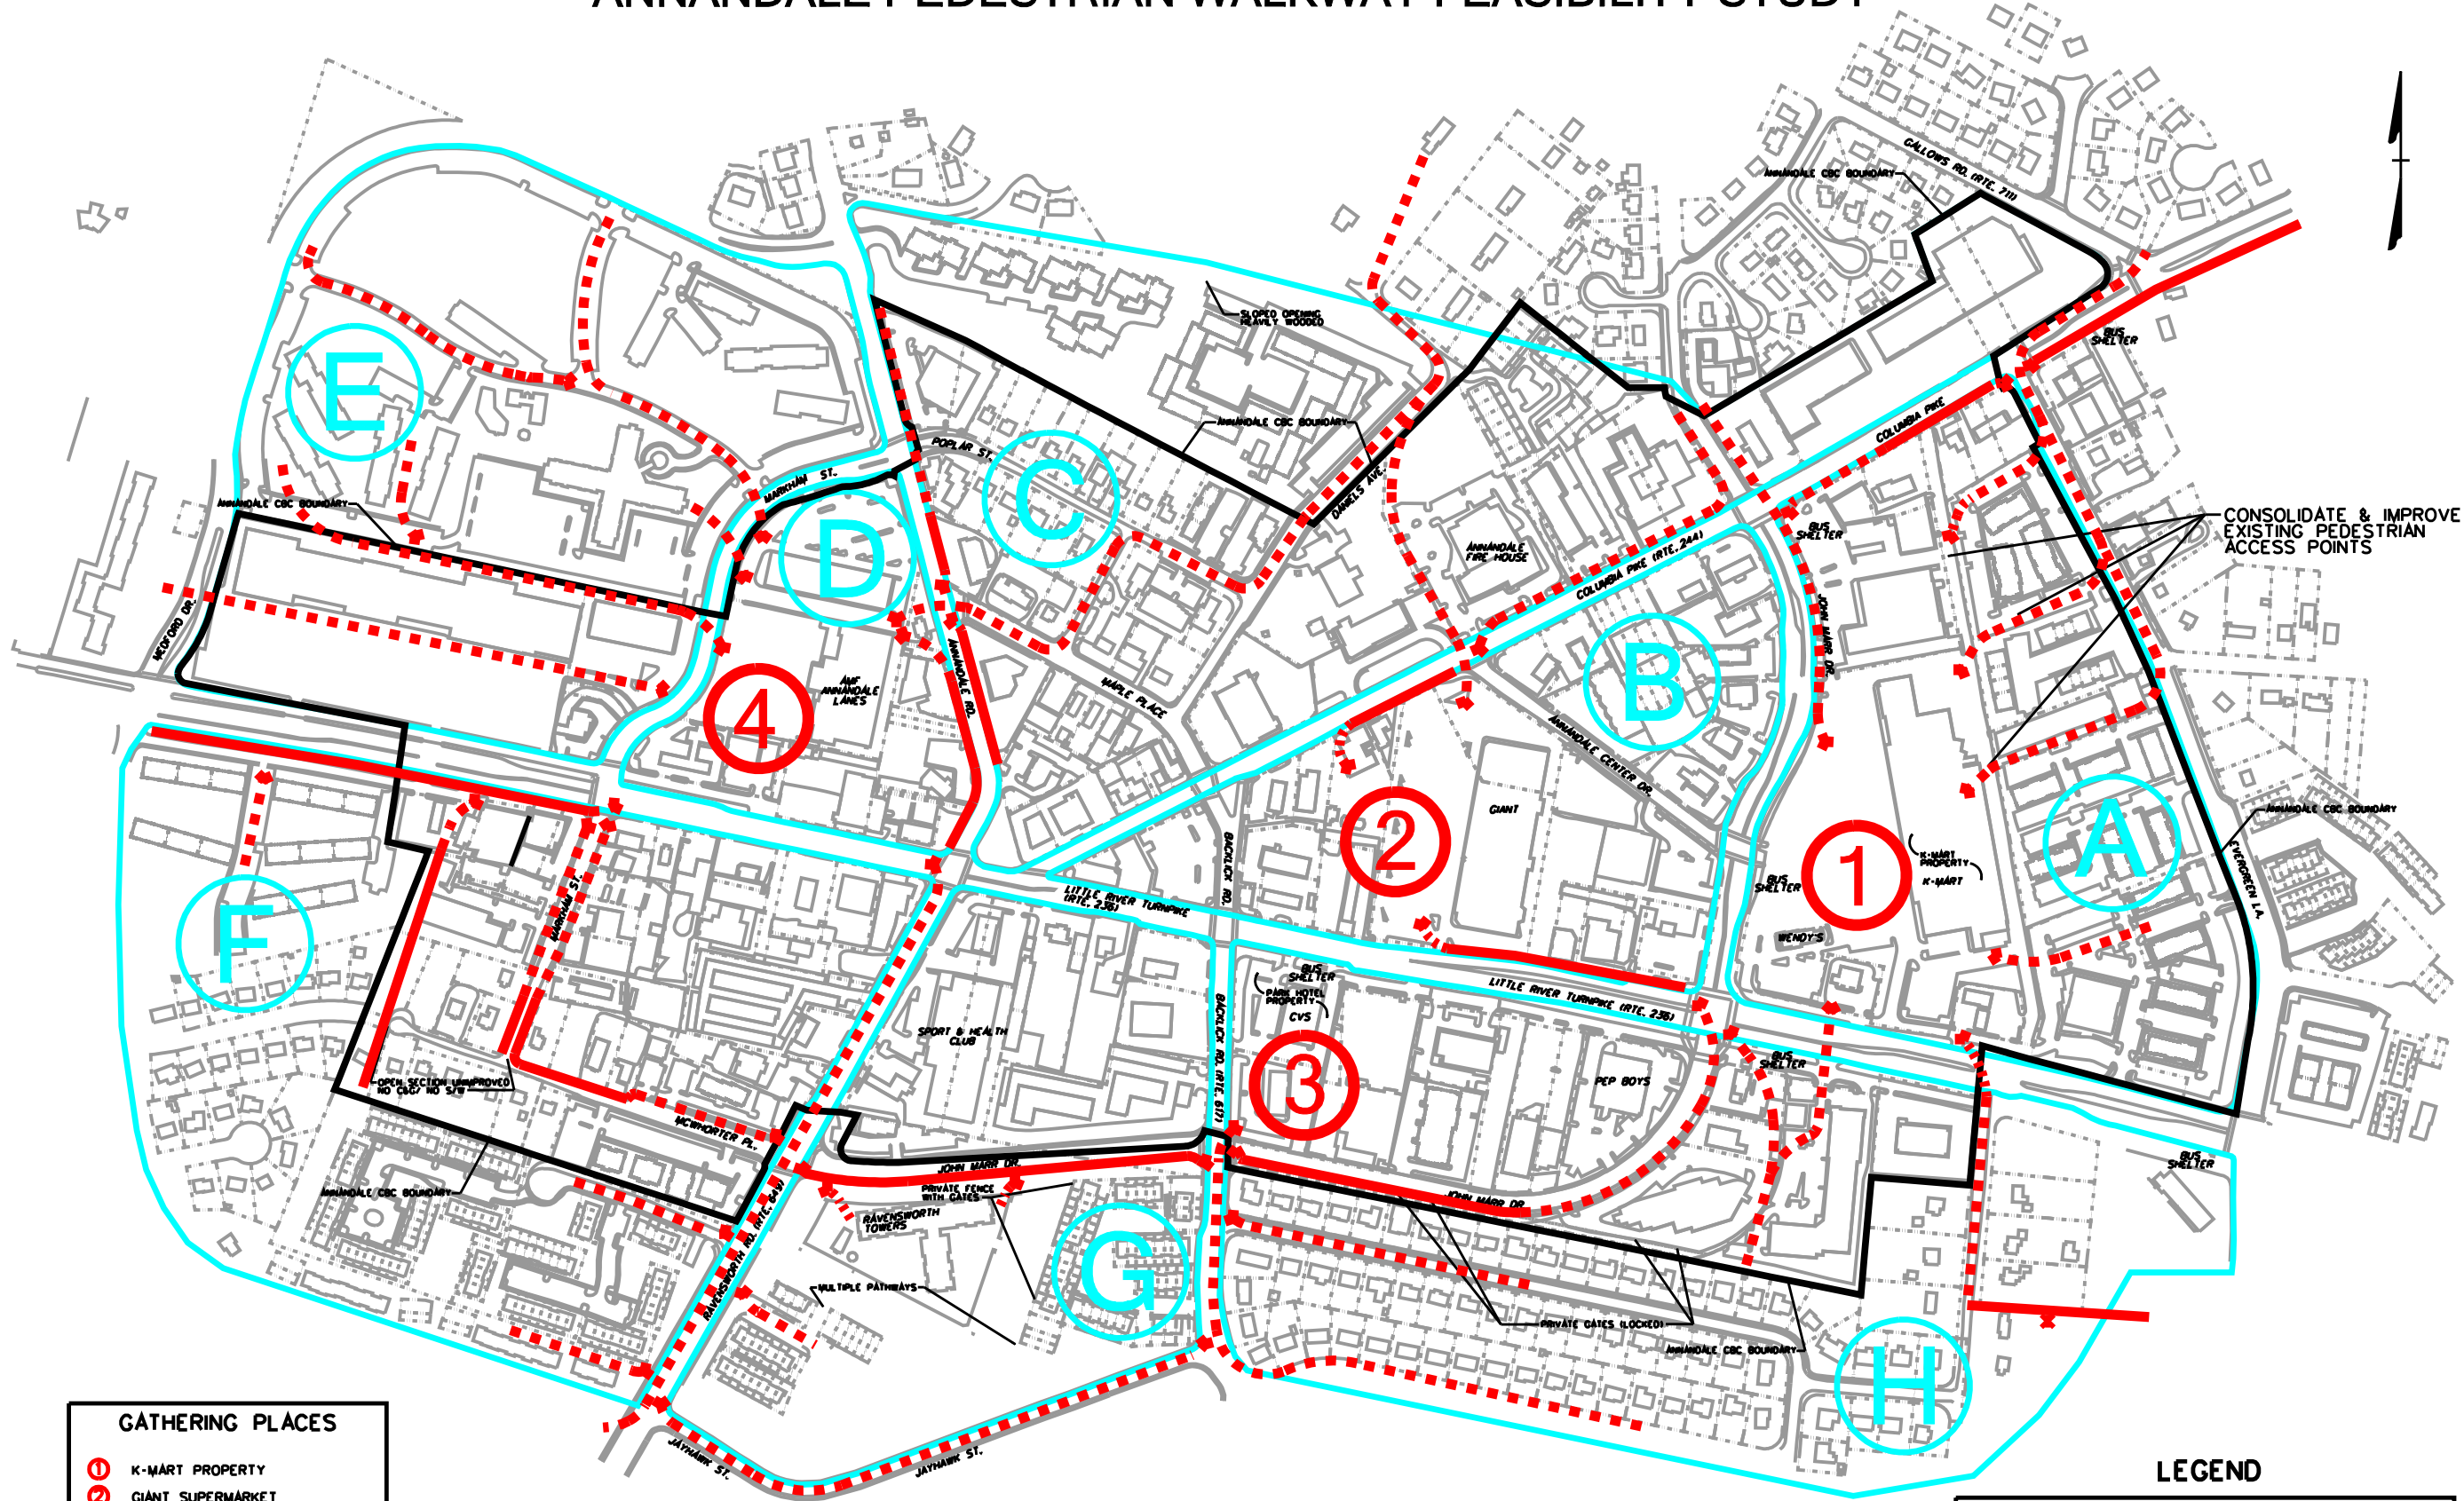 ANNANDALE PEDESTRIAN WALKWAY FEASIBILITY STUDY
GALLOWS RD. (RTE. 711)
ANNANDALE CBC BOUNDARY
SLOPED OPENING
HEAVILY WOODED
BUS
SHELTER
E
COLUMBIA PIKE
ANNANDALE CBC BOUNDARY
POPLAR ST.
C
MARKHAM ST.
DANIELS AVE.
ANNANDALE CBC BOUNDARY
D
BUS
SHELTER
CONSOLIDATE & IMPROVE
EXISTING PEDESTRIAN
ACCESS POINTS
ANNANDALE
FIRE HOUSE
COLUMBIA PIKE (RTE. 244)
MEDFORD DR.
JOHN MARR DR.
B
ANNANDALE RD.
AMF
ANNANDALE
LANES
MAPLE PLACE
4
ANNANDALE CENTER DR.
GIANT
2
A
ANNANDALE CBC BOUNDARY
K-MART
PROPERTY
K-MART
1
BUS
SHELTER
BACKLICK RD.
EVERGREEN LA.
LITTLE RIVER TURNPIKE
(RTE. 236)
MARKHAM ST.
F
WENDY'S
BUS
SHELTER
PARK HOTEL
PROPERTY
CVS
LITTLE RIVER TURNPIKE (RTE. 236)
SPORT & HEALTH
CLUB
BACKLICK RD. (RTE. 617)
3
PEP BOYS
BUS
SHELTER
OPEN SECTION UNIMPROVED
NO C&G/ NO S/W
MCWHORTER PL.
JOHN MARR DR.
BUS
SHELTER
ANNANDALE CBC BOUNDARY
PRIVATE FENCE
WITH GATES
JOHN MARR DR.
RAVENSWORTH
TOWERS
RAVENSWORTH RD. (RTE. 649)
G
MULTIPLE PATHWAYS
PRIVATE GATES (LOCKED)
ANNANDALE CBC BOUNDARY
H
GATHERING PLACES
1 K-MART PROPERTY
2 GIANT SUPERMARKET
JAYHAWK ST.
JAYHAWK ST.
LEGEND